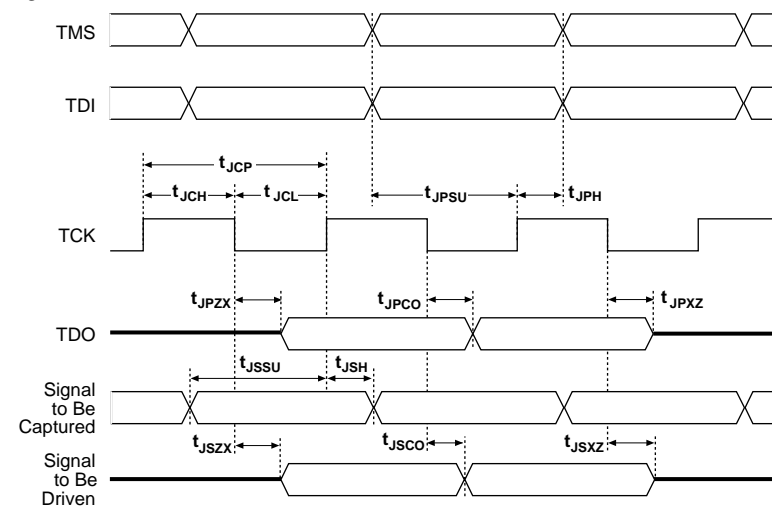 TMS
TDI
tJCP
tJCH
tJCL
tJPSU
tJPH
TCK
tJPZX
tJPCO
tJPXZ
TDO
tJSSU
tJSH
Signal
to Be
Captured
tJSZX
tJSCO
tJSXZ
Signal
to Be
Driven